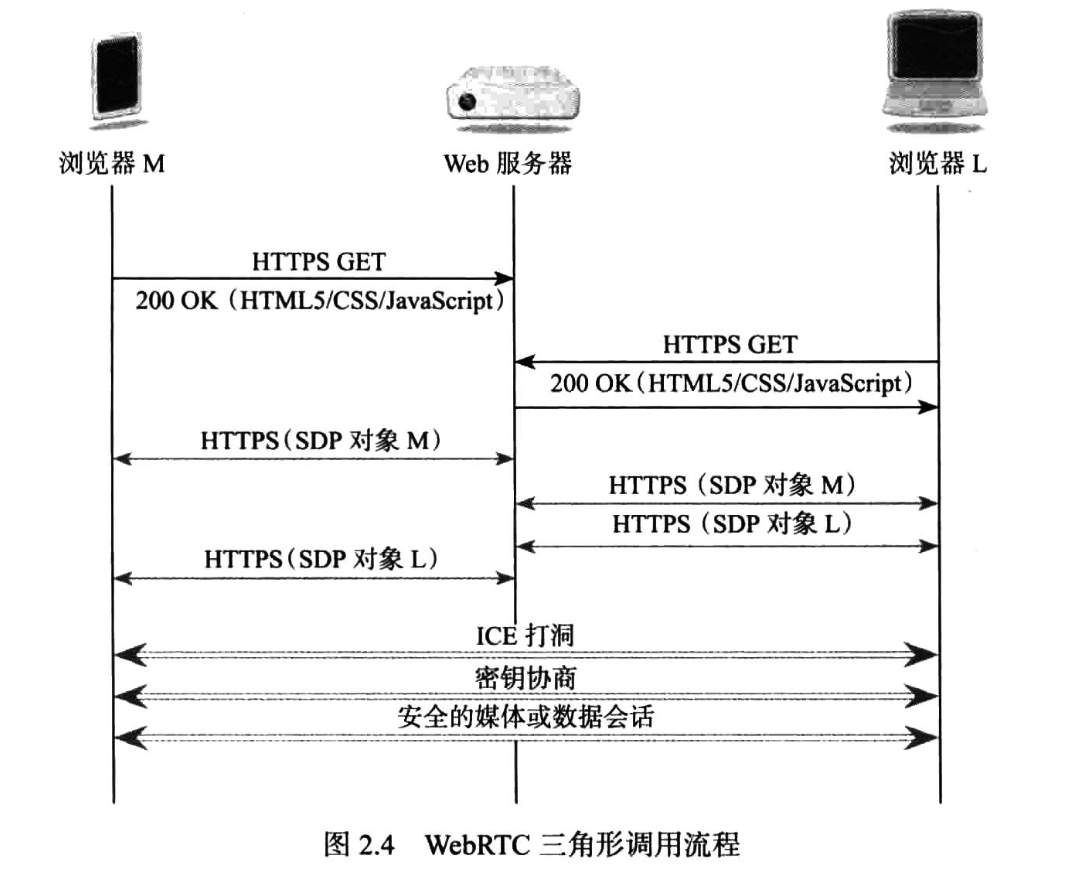 浏览器 M
Web 服务器
浏览器 L
HTTPS GET
200 OK（HTML5/CSS/JavaScript）
HTTPS GET
200 OK（HTML5/CSS/JavaScript）
HTTPS（SDP 对象 M）
HTTPS（SDP 对象 M）
HTTPS（SDP 对象 L）
HTTPS（SDP 对象 L）
ICE 打洞
密钥协商
安全的媒体或数据会话
图 2.4 WebRTC 三角形调用流程